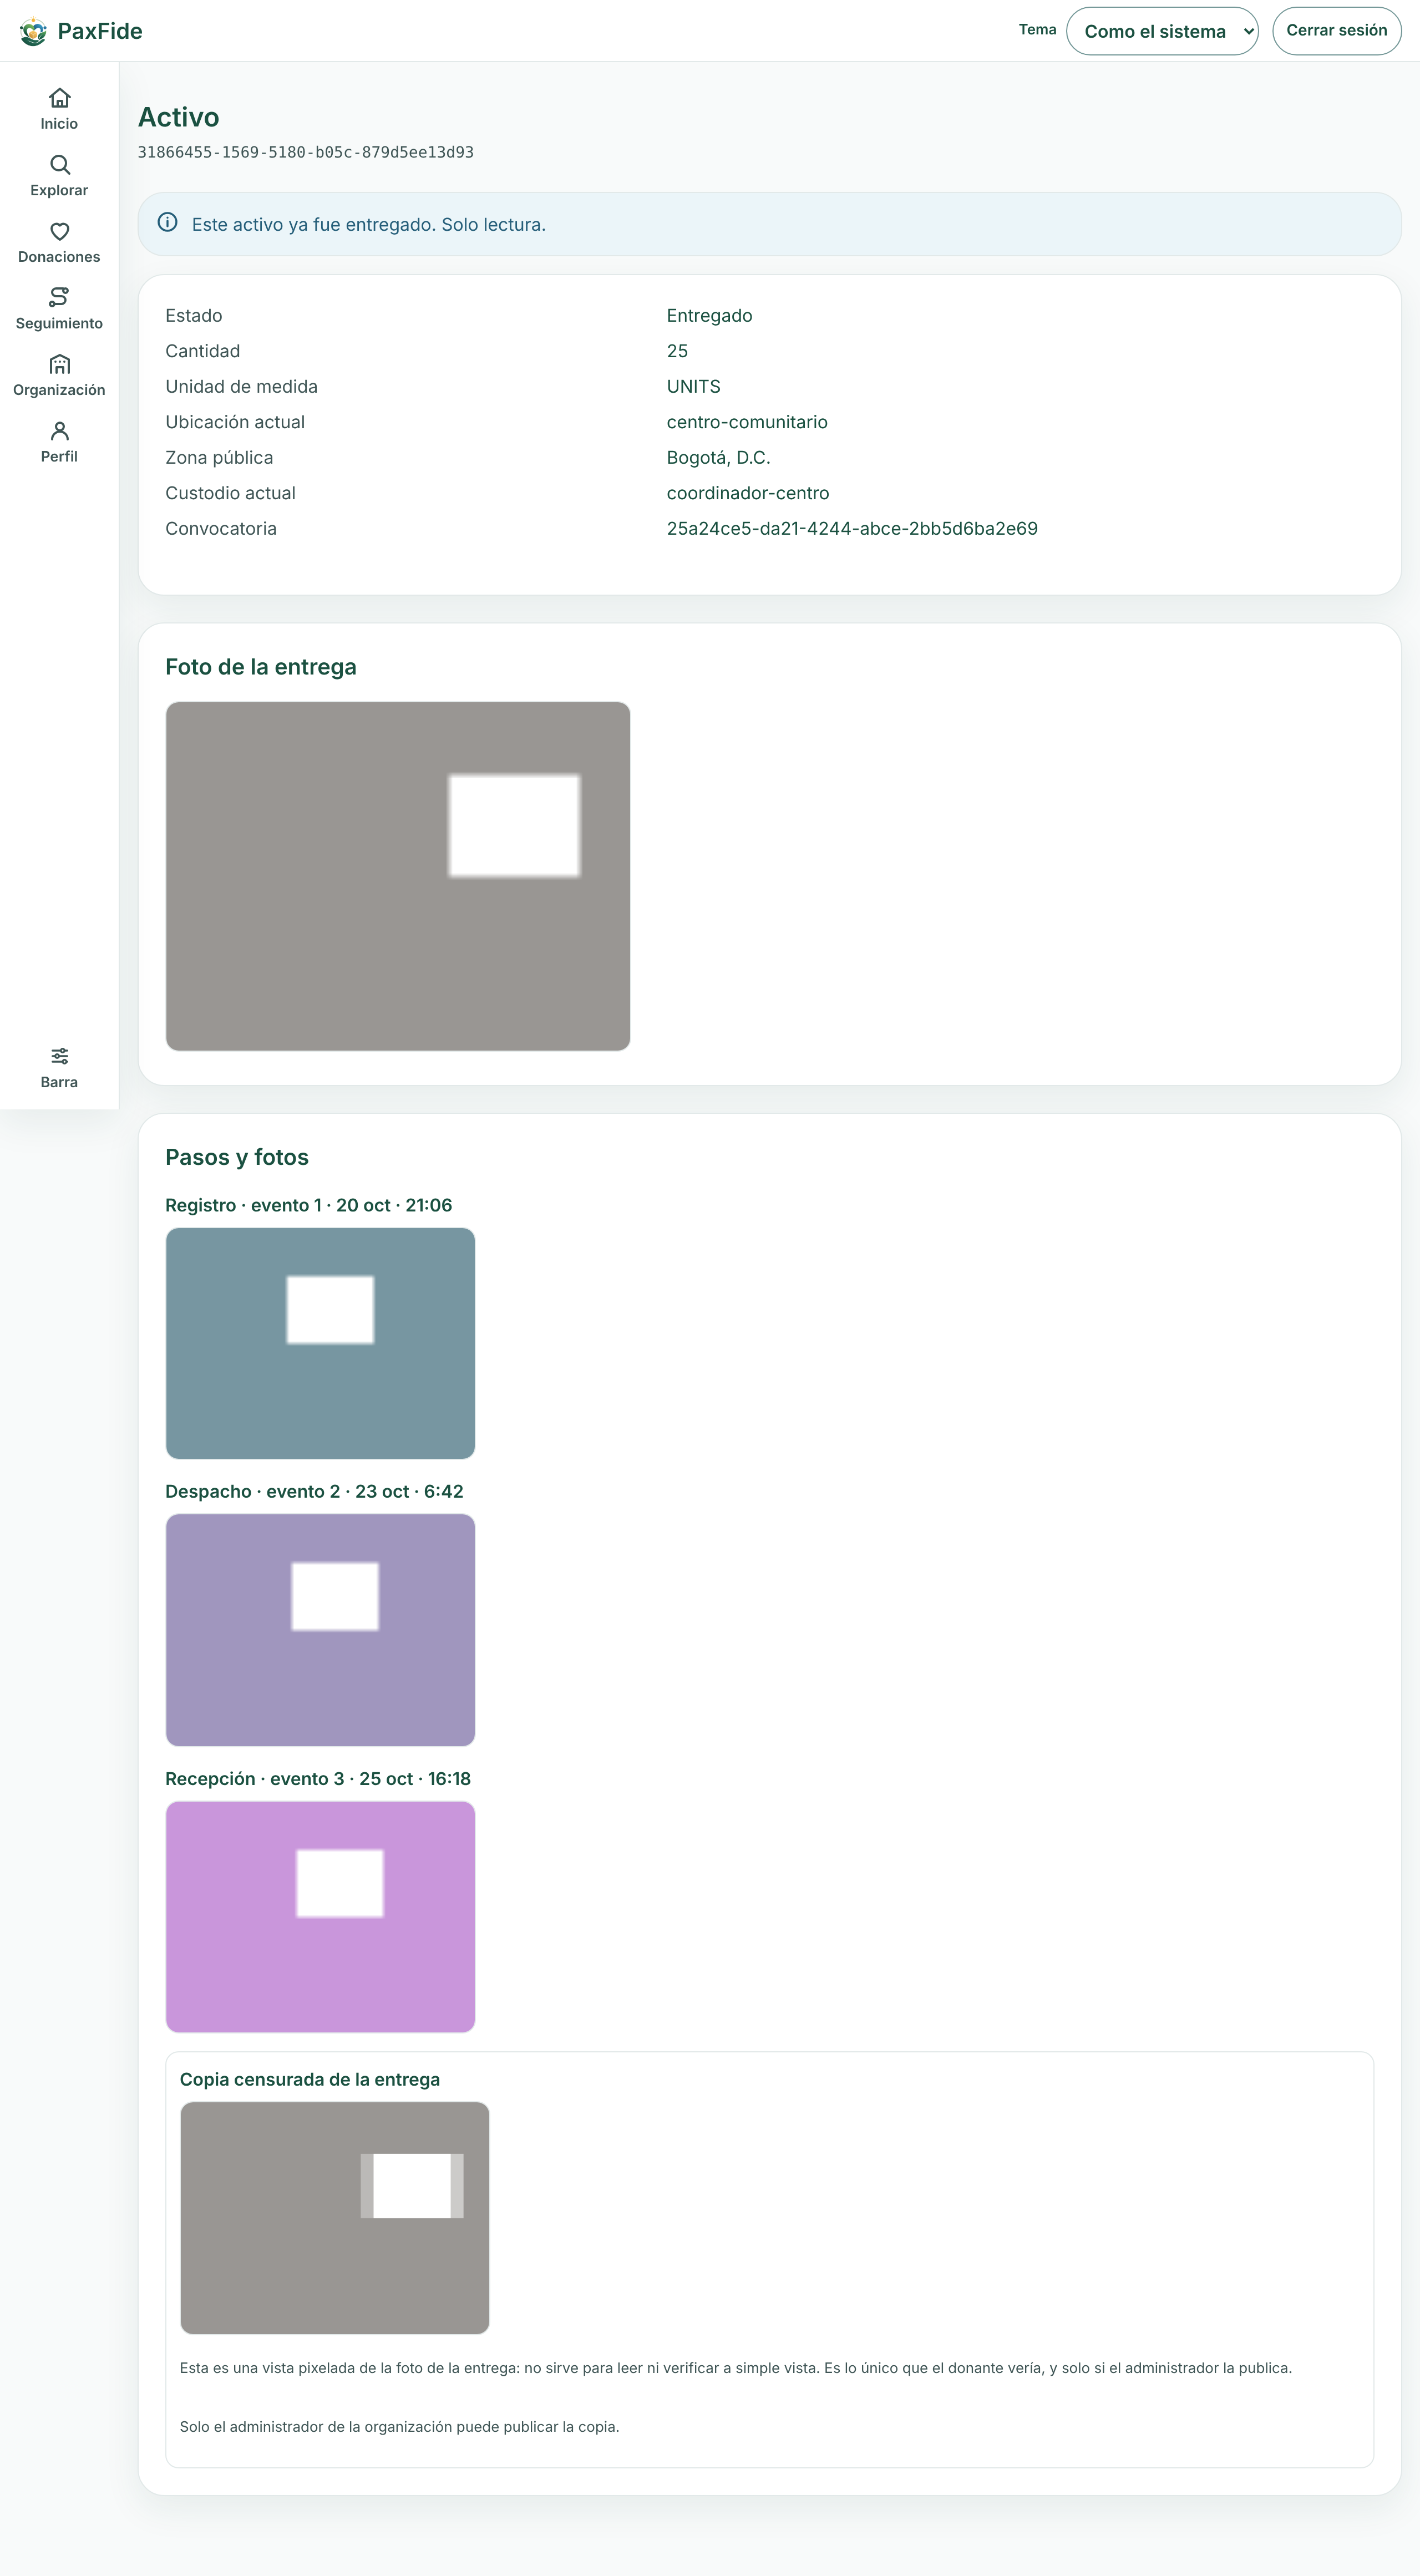 PaxFide
Tema
Como el sistema
Cerrar sesión
Inicio
Explorar
Donaciones
Seguimiento
Organización
Perfil
Barra
Activo
31866455-1569-5180-b05c-879d5ee13d93
Este activo ya fue entregado. Solo lectura.
Estado Entregado
Cantidad 25
Unidad de medida UNITS
Ubicación actual centro-comunitario
Zona pública Bogotá, D.C.
Custodio actual coordinador-centro
Convocatoria 25a24ce5-da21-4244-abce-2bb5d6ba2e69
Foto de la entrega
Pasos y fotos
Registro · evento 1 · 20 oct · 21:06
Despacho · evento 2 · 23 oct · 6:42
Recepción · evento 3 · 25 oct · 16:18
Copia censurada de la entrega
Esta es una vista pixelada de la foto de la entrega: no sirve para leer ni verificar a simple vista. Es lo único que el donante vería, y solo si el administrador la publica.
Solo el administrador de la organización puede publicar la copia.